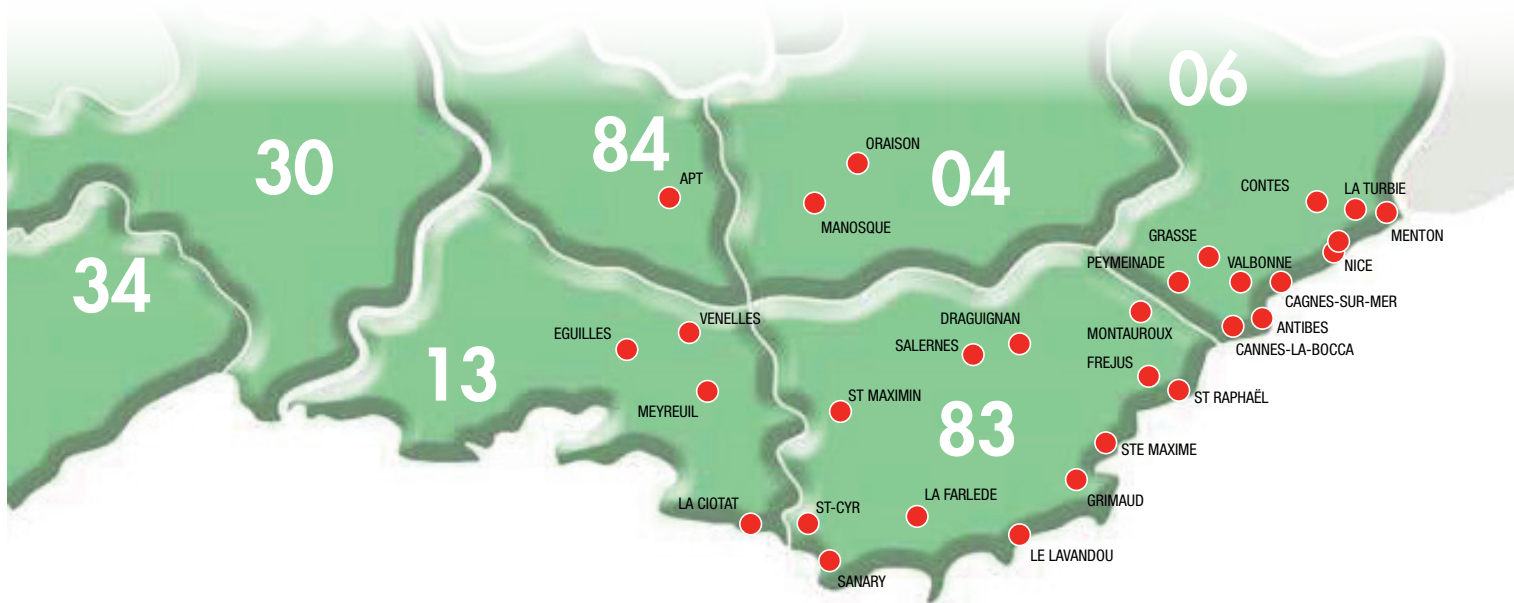 06
30
84
ORAISON
04
APT
CONTES
LA TURBIE
MANOSQUE
MENTON
GRASSE
NICE
PEYMEINADE
VALBONNE
34
CAGNES-SUR-MER
VENELLES
DRAGUIGNAN
MONTAUROUX
ANTIBES
EGUILLES
SALERNES
CANNES-LA-BOCCA
13
FREJUS
MEYREUIL
ST MAXIMIN
ST RAPHAËL
83
STE MAXIME
LA CIOTAT
ST-CYR
LA FARLEDE
GRIMAUD
LE LAVANDOU
SANARY